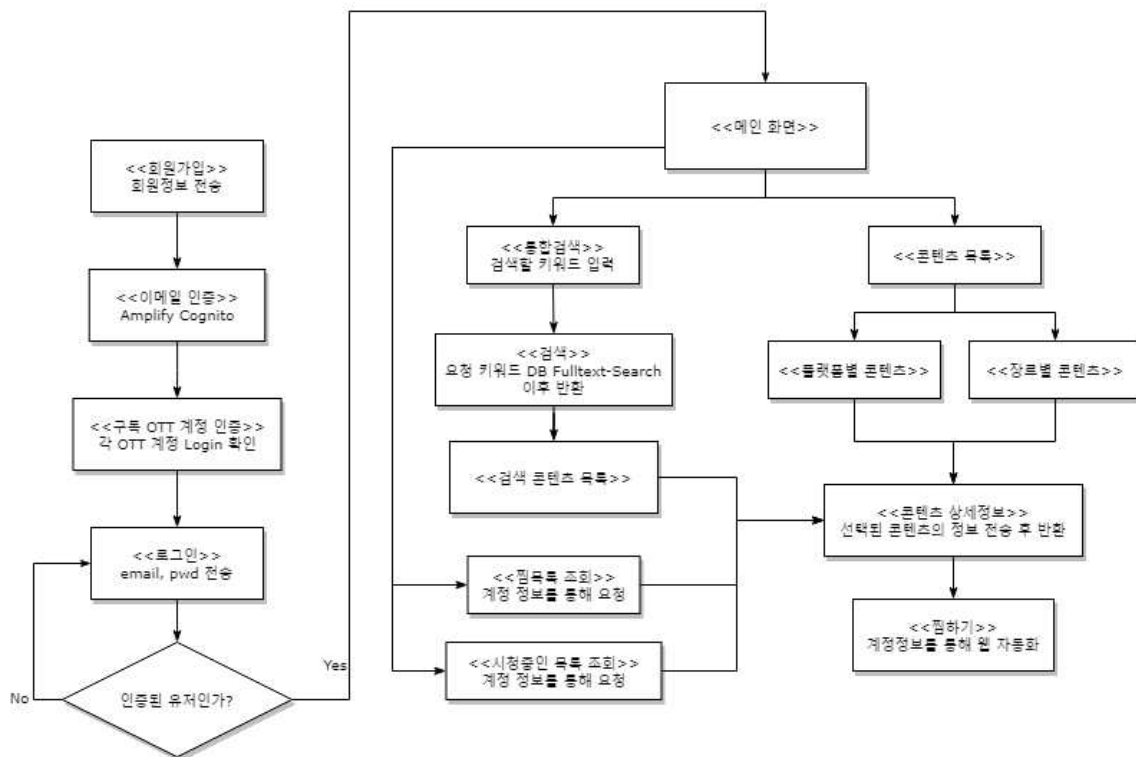 <<회원가입>>
회원정보 전송
<<이메일 인증>>
Amplify Cognito
<<구독 OTT 계정 인증>>
각 OTT 계정 Login 확인
<<로그인>>
email, pwd 전송
인증된 유저인가?
No
Yes
<<메인 화면>>
<<통합검색>>
검색할 키워드 입력
<<검색>>
요청 키워드 DB Fulltext-Search
이후 반환
<<검색 콘텐츠 목록>>
<<찜목록 조회>>
계정 정보를 통해 요청
<<시청중인 목록 조회>>
계정 정보를 통해 요청
<<콘텐츠 목록>>
<<플랫폼별 콘텐츠>>
<<장르별 콘텐츠>>
<<콘텐츠 상세정보>>
선택된 콘텐츠의 정보 전송 후 반환
<<찜하기>>
계정정보를 통해 웹 자동화